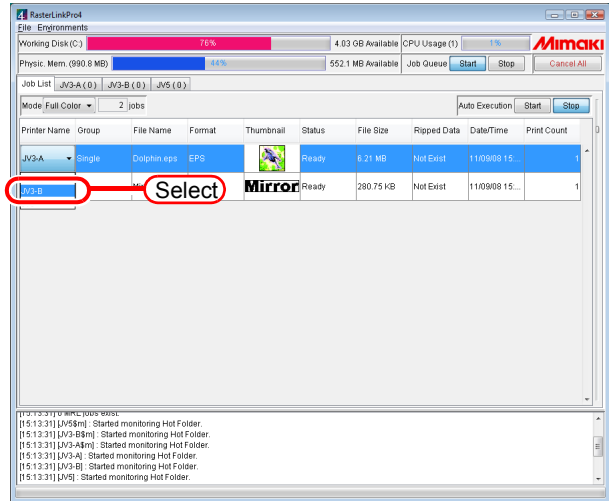 RasterLinkPro4
File Environments
Working Disk (C:) 76% 4.03 GB Available CPU Usage (1) 1% Mimaki
Physic. Mem. (990.8 MB) 44% 552.1 MB Available Job Queue Start Stop Cancel All
Job List JV3-A ( 0 ) JV3-B ( 0 ) JV5 ( 0 )
Mode Full Color 2 jobs Auto Execution Start Stop
Printer Name Group File Name Format Thumbnail Status File Size Ripped Data Date/Time Print Count
JV3-A Single Dolphin.eps EPS Ready 6.21 MB Not Exist 11/09/08 15:... 1
JV3-B Select Mirror Ready 280.75 KB Not Exist 11/09/08 15:... 1
[15:13:31] 0 MRL jobs exist.
[15:13:31] [JV5$m] : Started monitoring Hot Folder.
[15:13:31] [JV3-B$m] : Started monitoring Hot Folder.
[15:13:31] [JV3-A$m] : Started monitoring Hot Folder.
[15:13:31] [JV3-A] : Started monitoring Hot Folder.
[15:13:31] [JV3-B] : Started monitoring Hot Folder.
[15:13:31] [JV5] : Started monitoring Hot Folder.